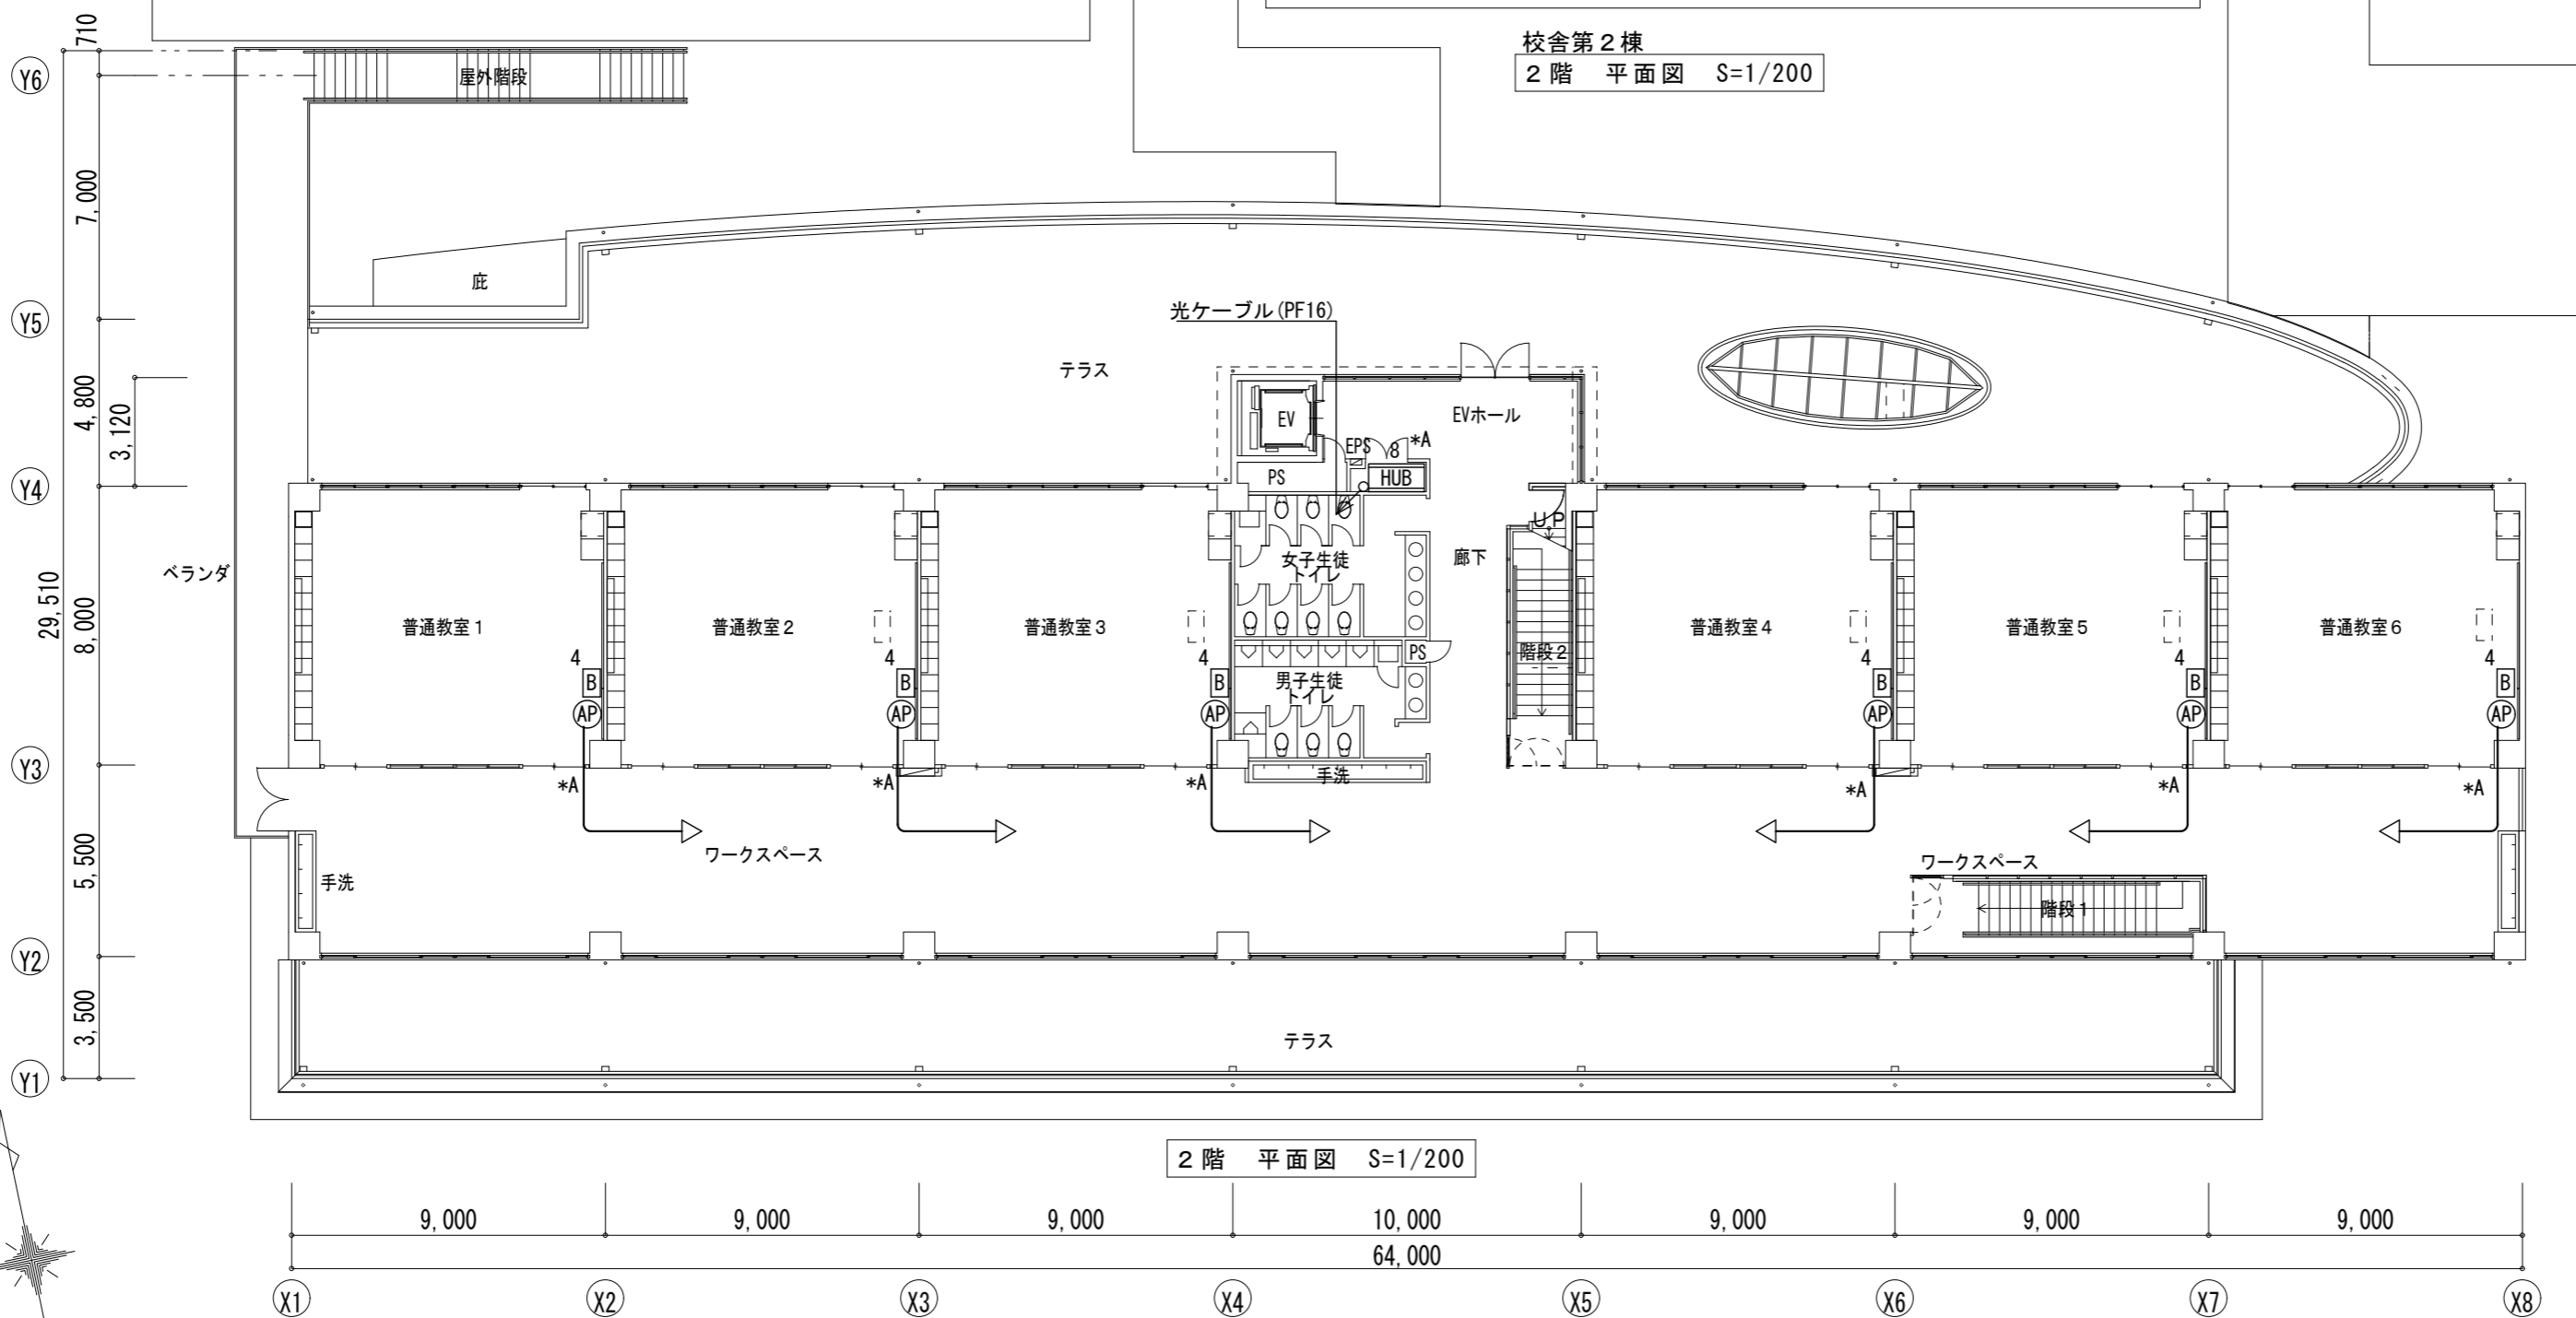 校舎第２棟
２階　平面図　S=1/200
710
Y6
屋外階段
7,000
庇
Y5
光ケーブル(PF16)
テラス
4,800
3,120
EV
EVホール
EPS
8
*A
PS
HUB
Y4
UP
ベランダ
29,510
8,000
女子生徒
トイレ
廊下
普通教室１
普通教室２
普通教室３
普通教室４
普通教室５
普通教室６
PS
階段２
男子生徒
トイレ
4
4
4
4
4
4
B
B
B
B
B
B
AP
AP
AP
AP
AP
AP
Y3
手洗
*A
*A
*A
*A
*A
*A
5,500
手洗
ワークスペース
ワークスペース
階段１
Y2
3,500
テラス
Y1
２階　平面図　S=1/200
9,000
9,000
9,000
10,000
9,000
9,000
9,000
64,000
X1
X2
X3
X4
X5
X6
X7
X8